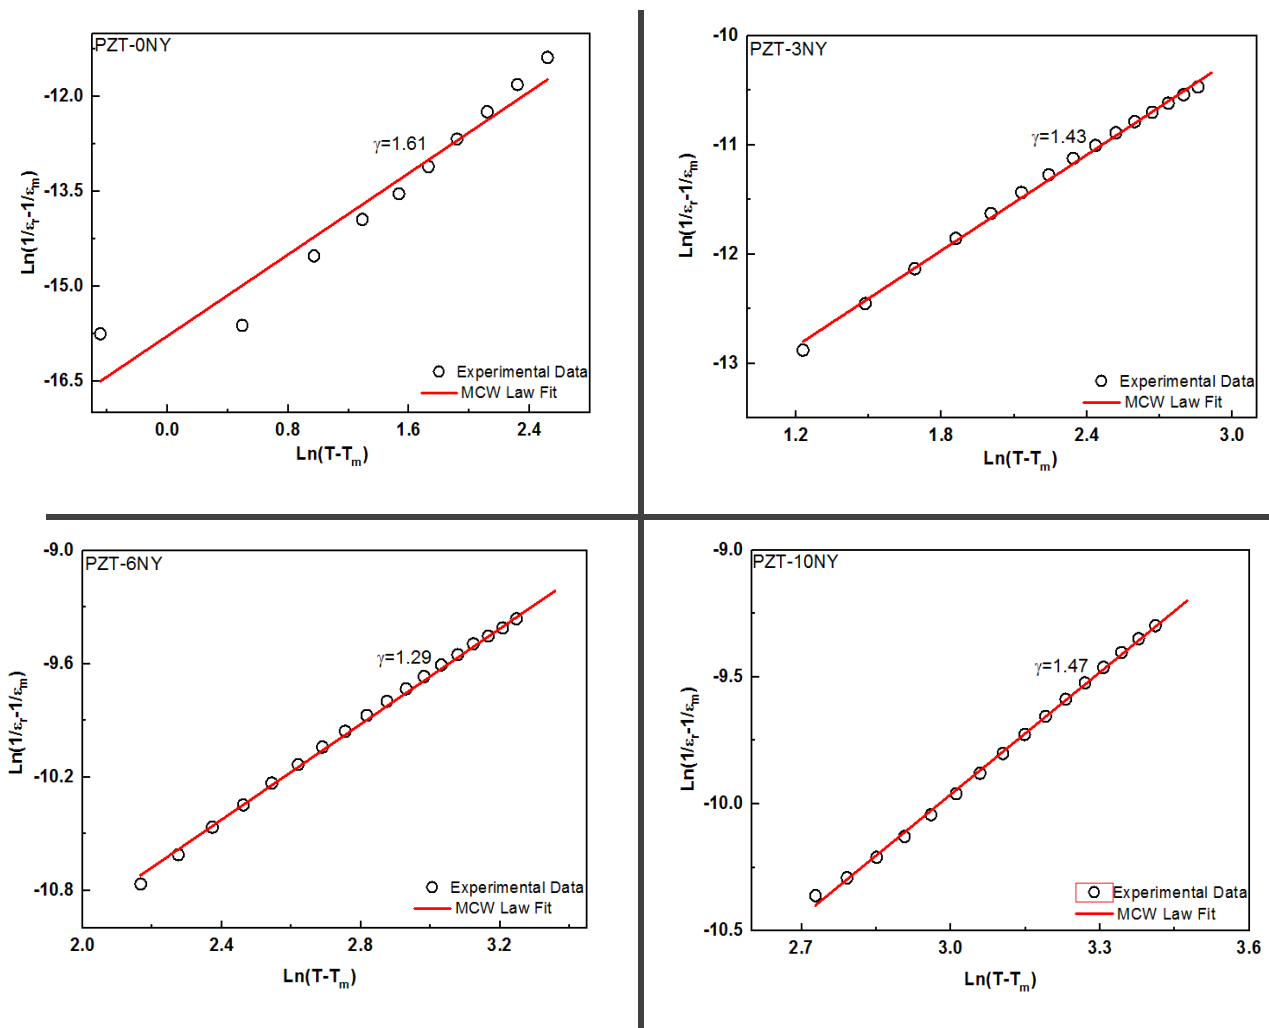 PZT-0NY
-12.0
-13.5
-15.0
-16.5
Ln(1/εr-1/εm)
γ=1.61
Experimental Data
MCW Law Fit
0.0 0.8 1.6 2.4
Ln(T-Tm)
PZT-3NY
-10
-11
-12
-13
Ln(1/εr-1/εm)
γ=1.43
Experimental Data
MCW Law Fit
1.2 1.8 2.4 3.0
Ln(T-Tm)
PZT-6NY
-9.0
-9.6
-10.2
-10.8
Ln(1/εr-1/εm)
γ=1.29
Experimental Data
MCW Law Fit
2.0 2.4 2.8 3.2
Ln(T-Tm)
PZT-10NY
-9.0
-9.5
-10.0
-10.5
Ln(1/εr-1/εm)
γ=1.47
Experimental Data
MCW Law Fit
2.7 3.0 3.3 3.6
Ln(T-Tm)